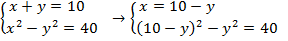 {x + y = 10 → {x = 10 − y
{x² − y² = 40 {(10 − y)² − y² = 40